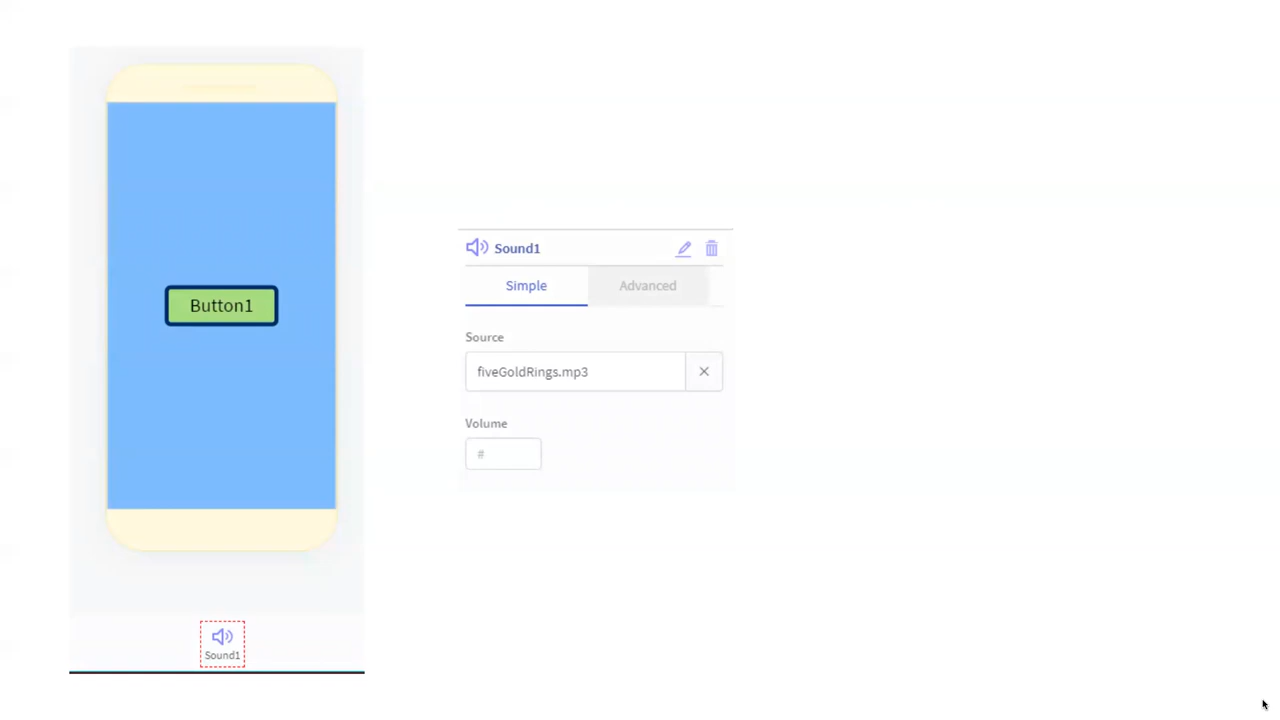 Button1
Sound1
Sound1
Simple
Advanced
Source
fiveGoldRings.mp3
Volume
#